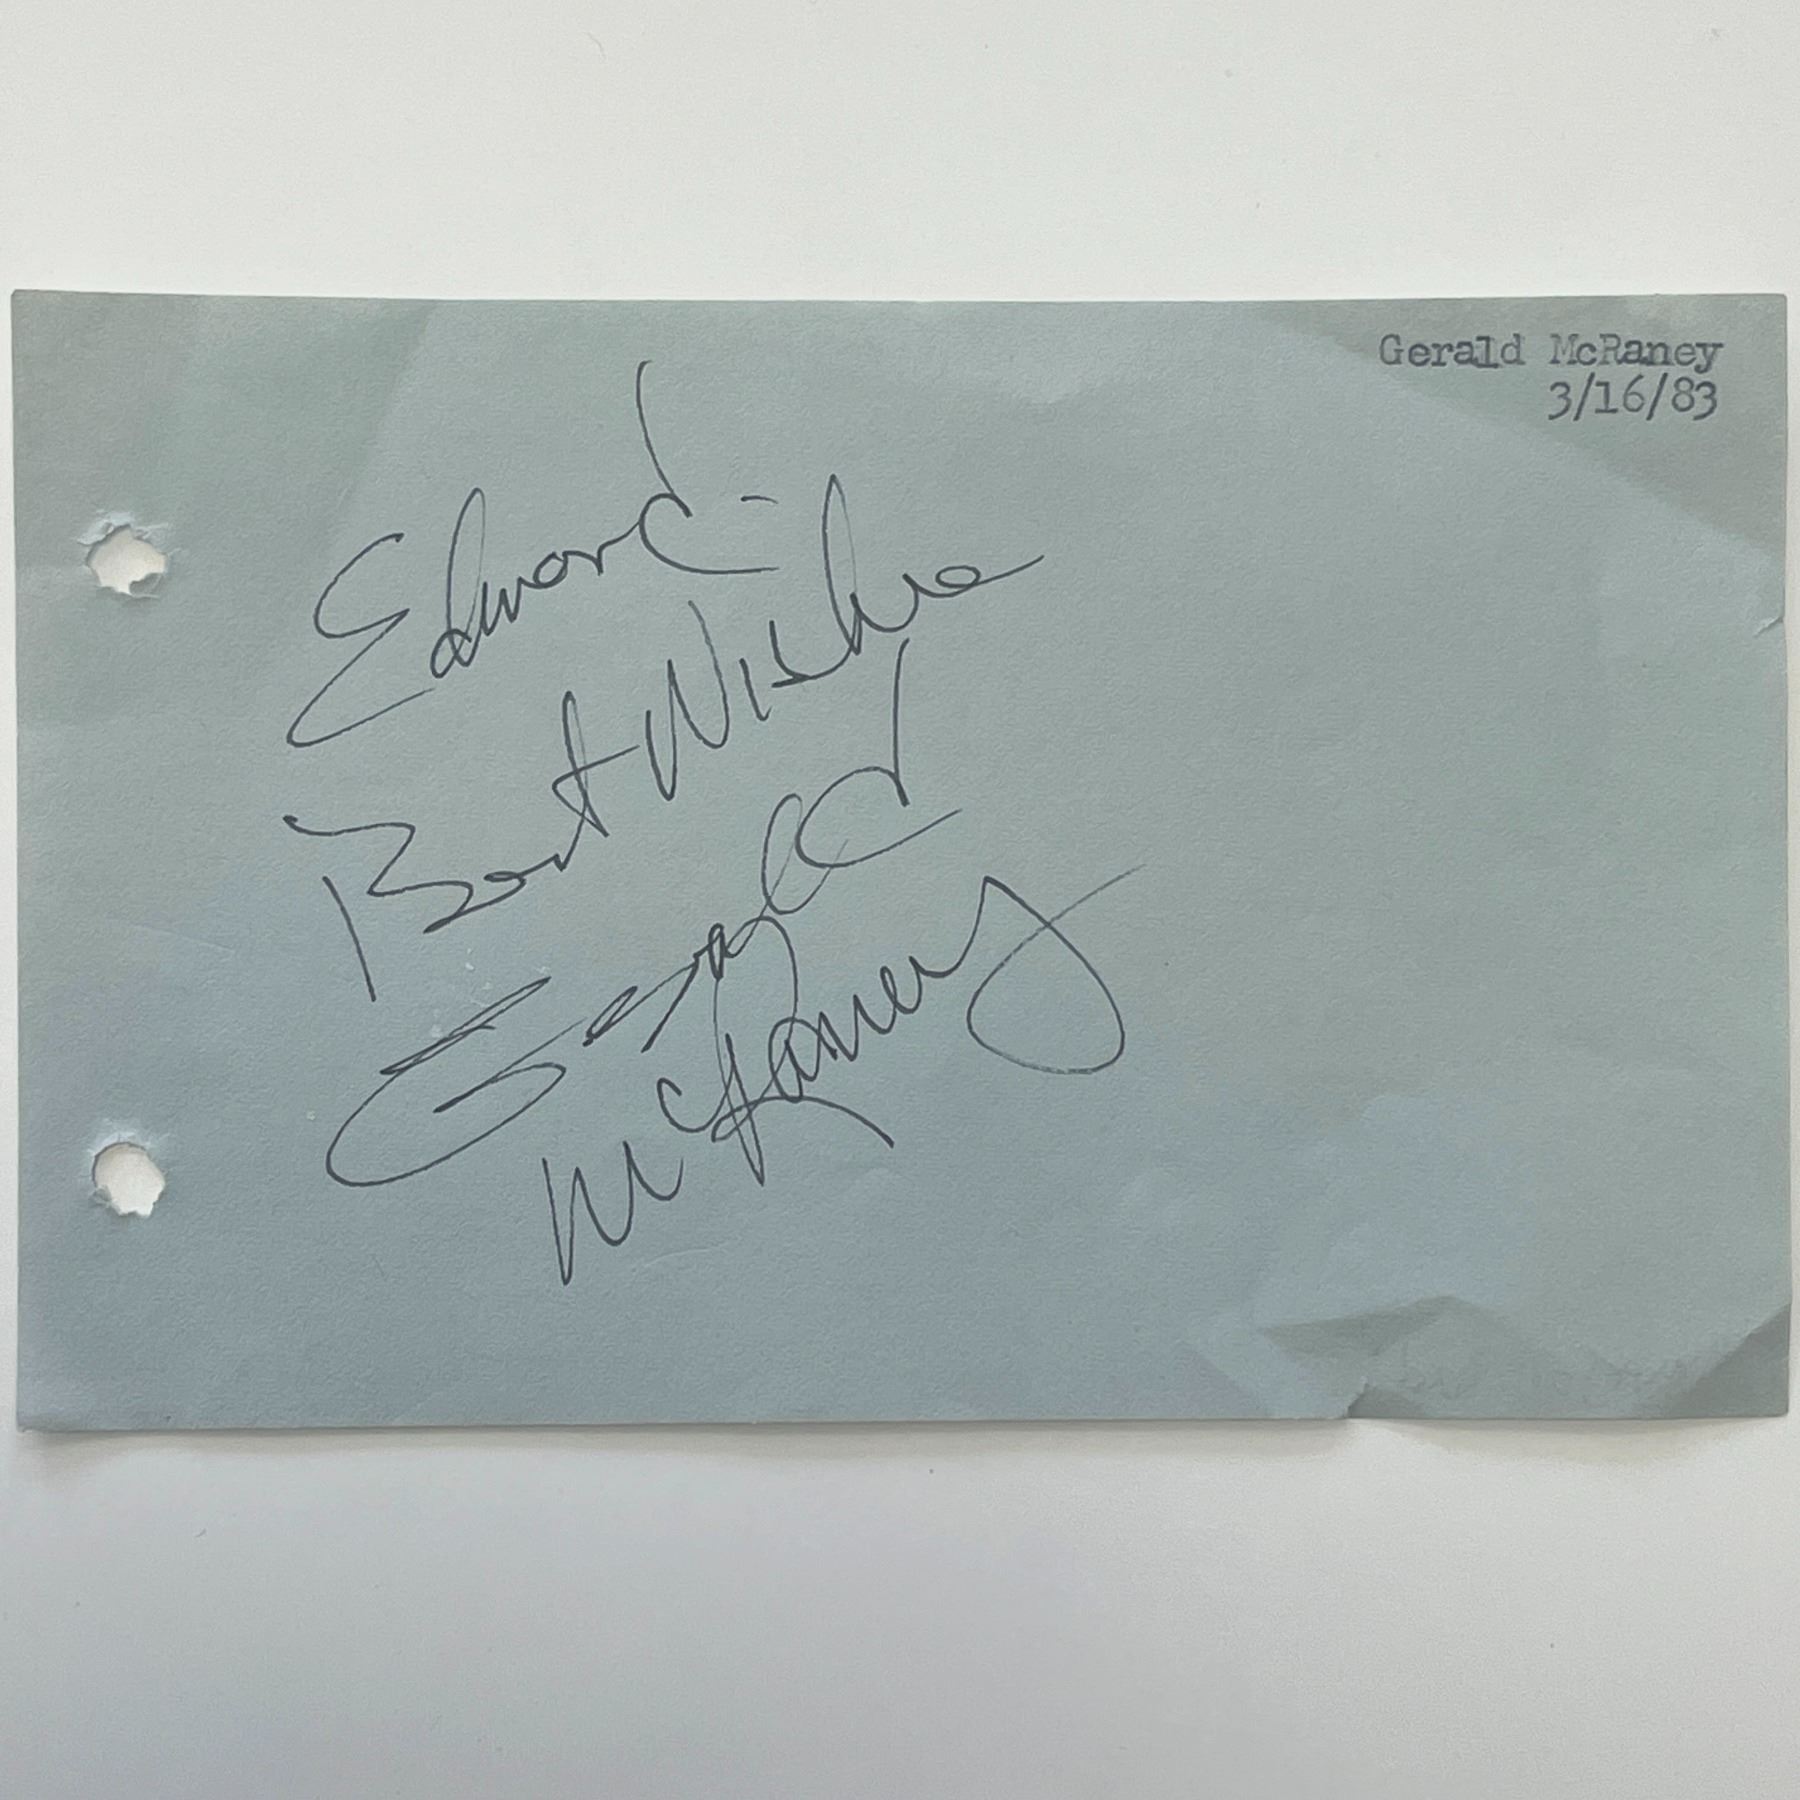 Gerald McRaney
3/16/83
Edward -
Best Wishes
Gerald
McRaney